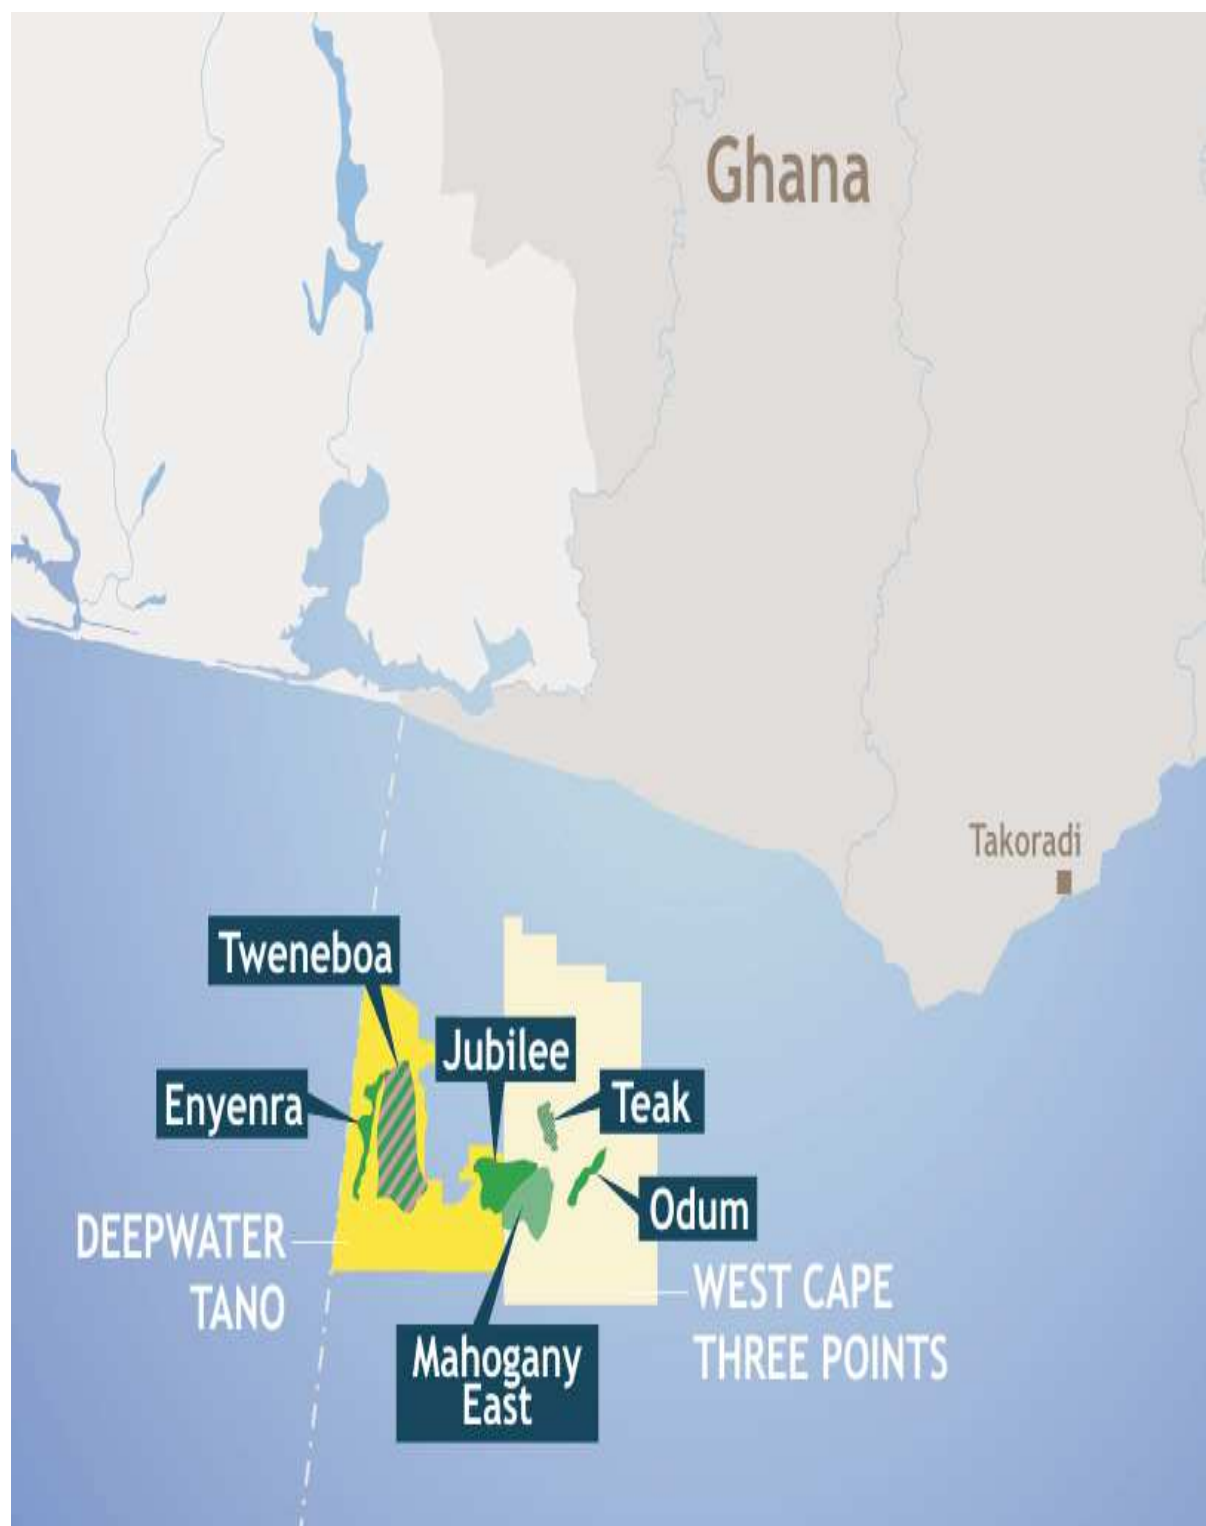 Ghana
Takoradi
Tweneboa
Jubilee
Enyenra
Teak
Odum
DEEPWATER
TANO
WEST CAPE
THREE POINTS
Mahogany
East